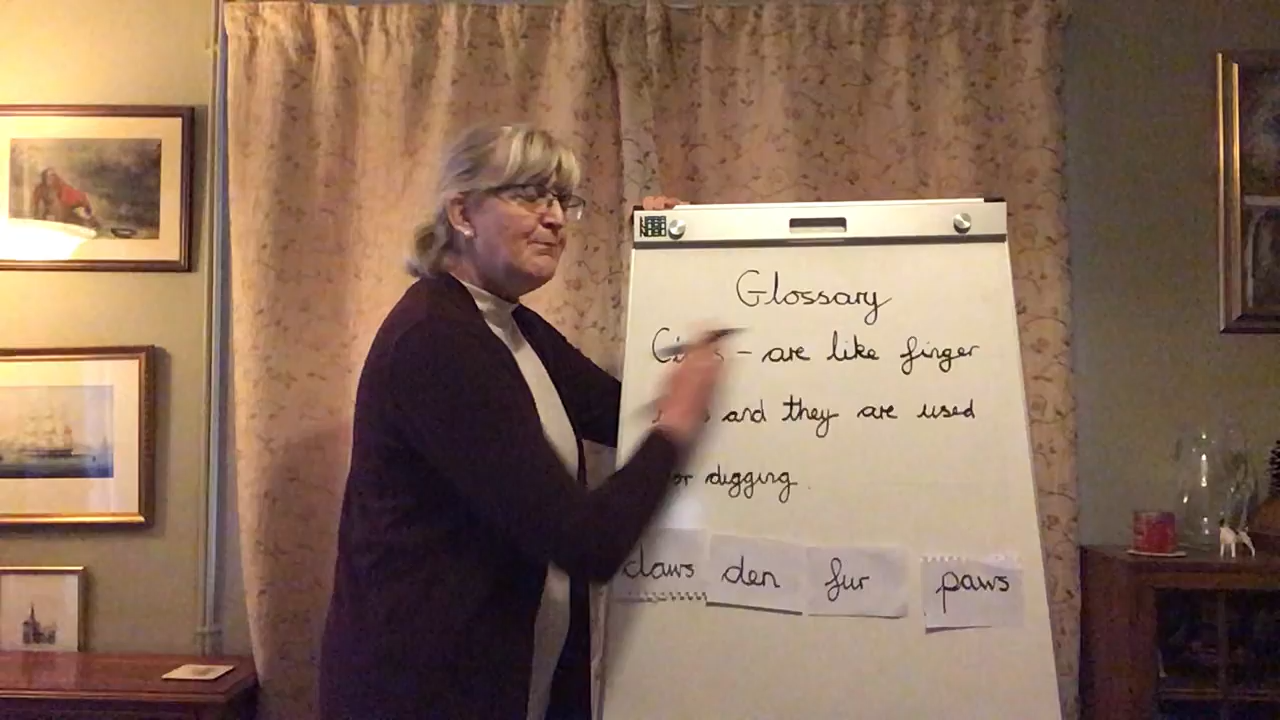 Glossary
- are like finger
and they are used
digging.
claws den fur paws